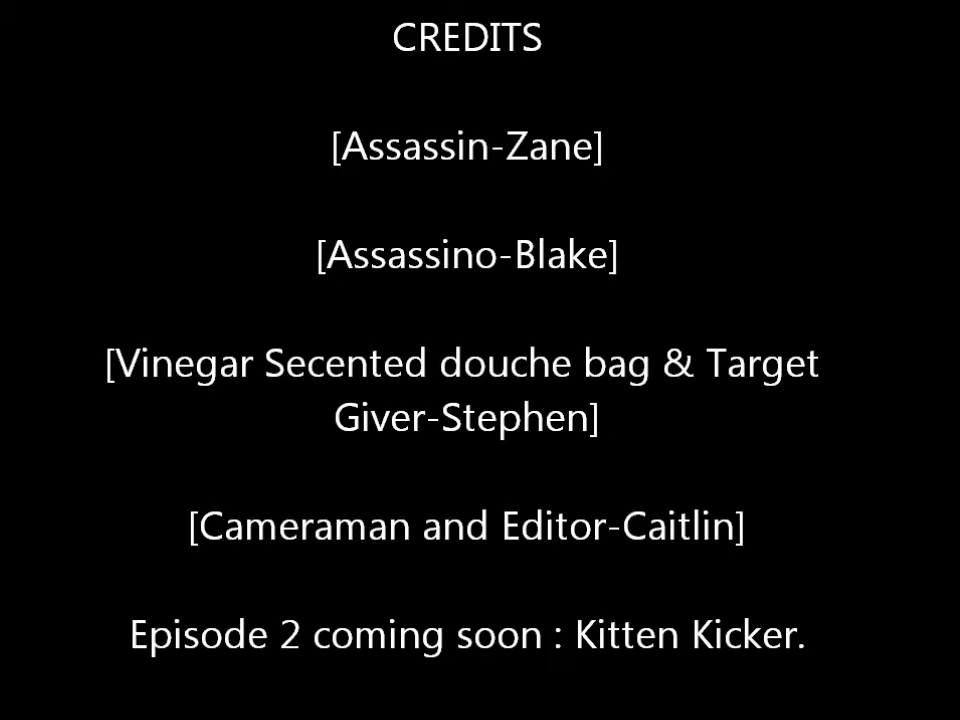 CREDITS
[Assassin-Zane]
[Assassino-Blake]
[Vinegar Secented douche bag & Target
Giver-Stephen]
[Cameraman and Editor-Caitlin]
Episode 2 coming soon : Kitten Kicker.